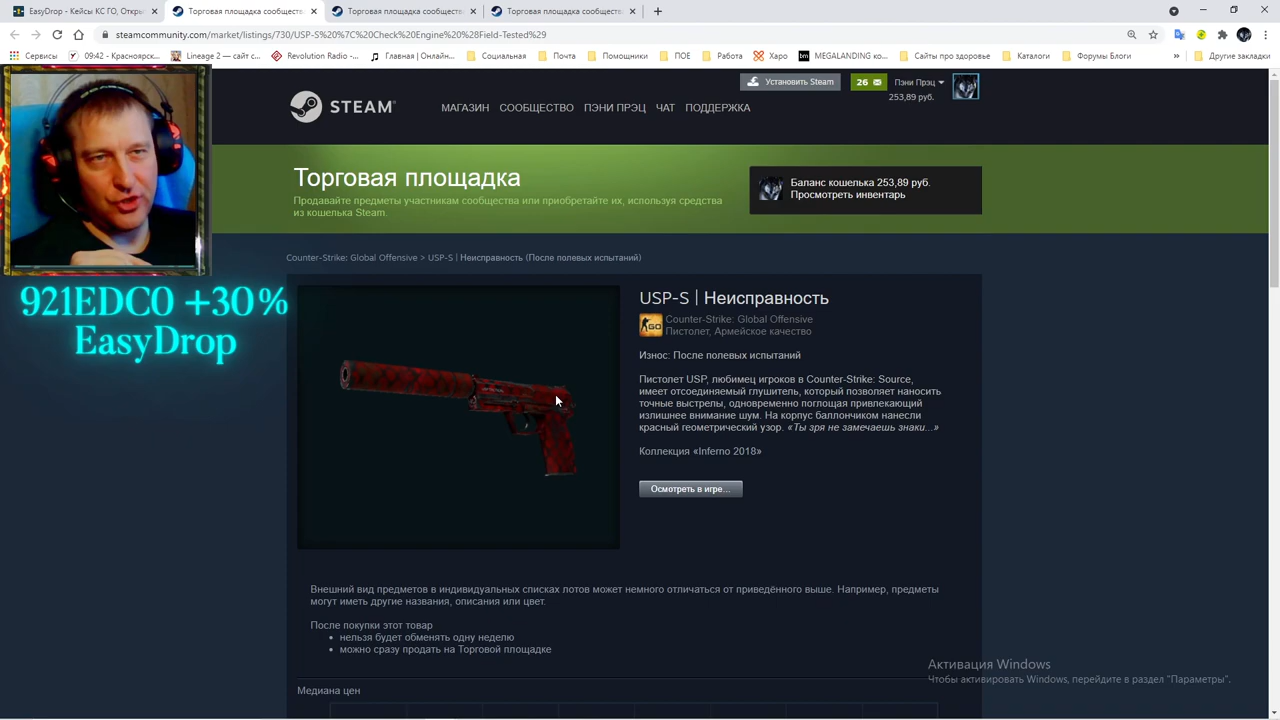 EasyDrop - Кейсы КС ГО, Откры
Торговая площадка сообществ
Торговая площадка сообществ
Торговая площадка сообществ
steamcommunity.com/market/listings/730/USP-S%20%7C%20Check%20Engine%20%28Field-Tested%29
Сервисы
09:42 - Красноярск...
Lineage 2 — сайт с...
Revolution Radio -...
Главная | Онлайн...
Социальная
Почта
Помощники
ПОЕ
Работа
Харо
MEGALANDING ко...
Сайты про здоровье
Каталоги
Форумы Блоги
»
Другие закладки
STEAM
МАГАЗИН СООБЩЕСТВО ПЭНИ ПРЭЦ ЧАТ ПОДДЕРЖКА
Установить Steam
26
Пэни Прэц
253,89 руб.
Торговая площадка
Продавайте предметы участникам сообщества или приобретайте их, используя средства
из кошелька Steam.
Баланс кошелька 253,89 руб.
Просмотреть инвентарь
Counter-Strike: Global Offensive > USP-S | Неисправность (После полевых испытаний)
921EDC0 +30%
EasyDrop
USP-S | Неисправность
GO
Counter-Strike: Global Offensive
Пистолет, Армейское качество
Износ: После полевых испытаний
Пистолет USP, любимец игроков в Counter-Strike: Source,
имеет отсоединяемый глушитель, который позволяет наносить
точные выстрелы, одновременно поглощая привлекающий
излишнее внимание шум. На корпус баллончиком нанесли
красный геометрический узор. «Ты зря не замечаешь знаки...»
Коллекция «Inferno 2018»
Осмотреть в игре...
Внешний вид предметов в индивидуальных списках лотов может немного отличаться от приведённого выше. Например, предметы
могут иметь другие названия, описания или цвет.
После покупки этот товар
• нельзя будет обменять одну неделю
• можно сразу продать на Торговой площадке
Медиана цен
Активация Windows
Чтобы активировать Windows, перейдите в раздел "Параметры".